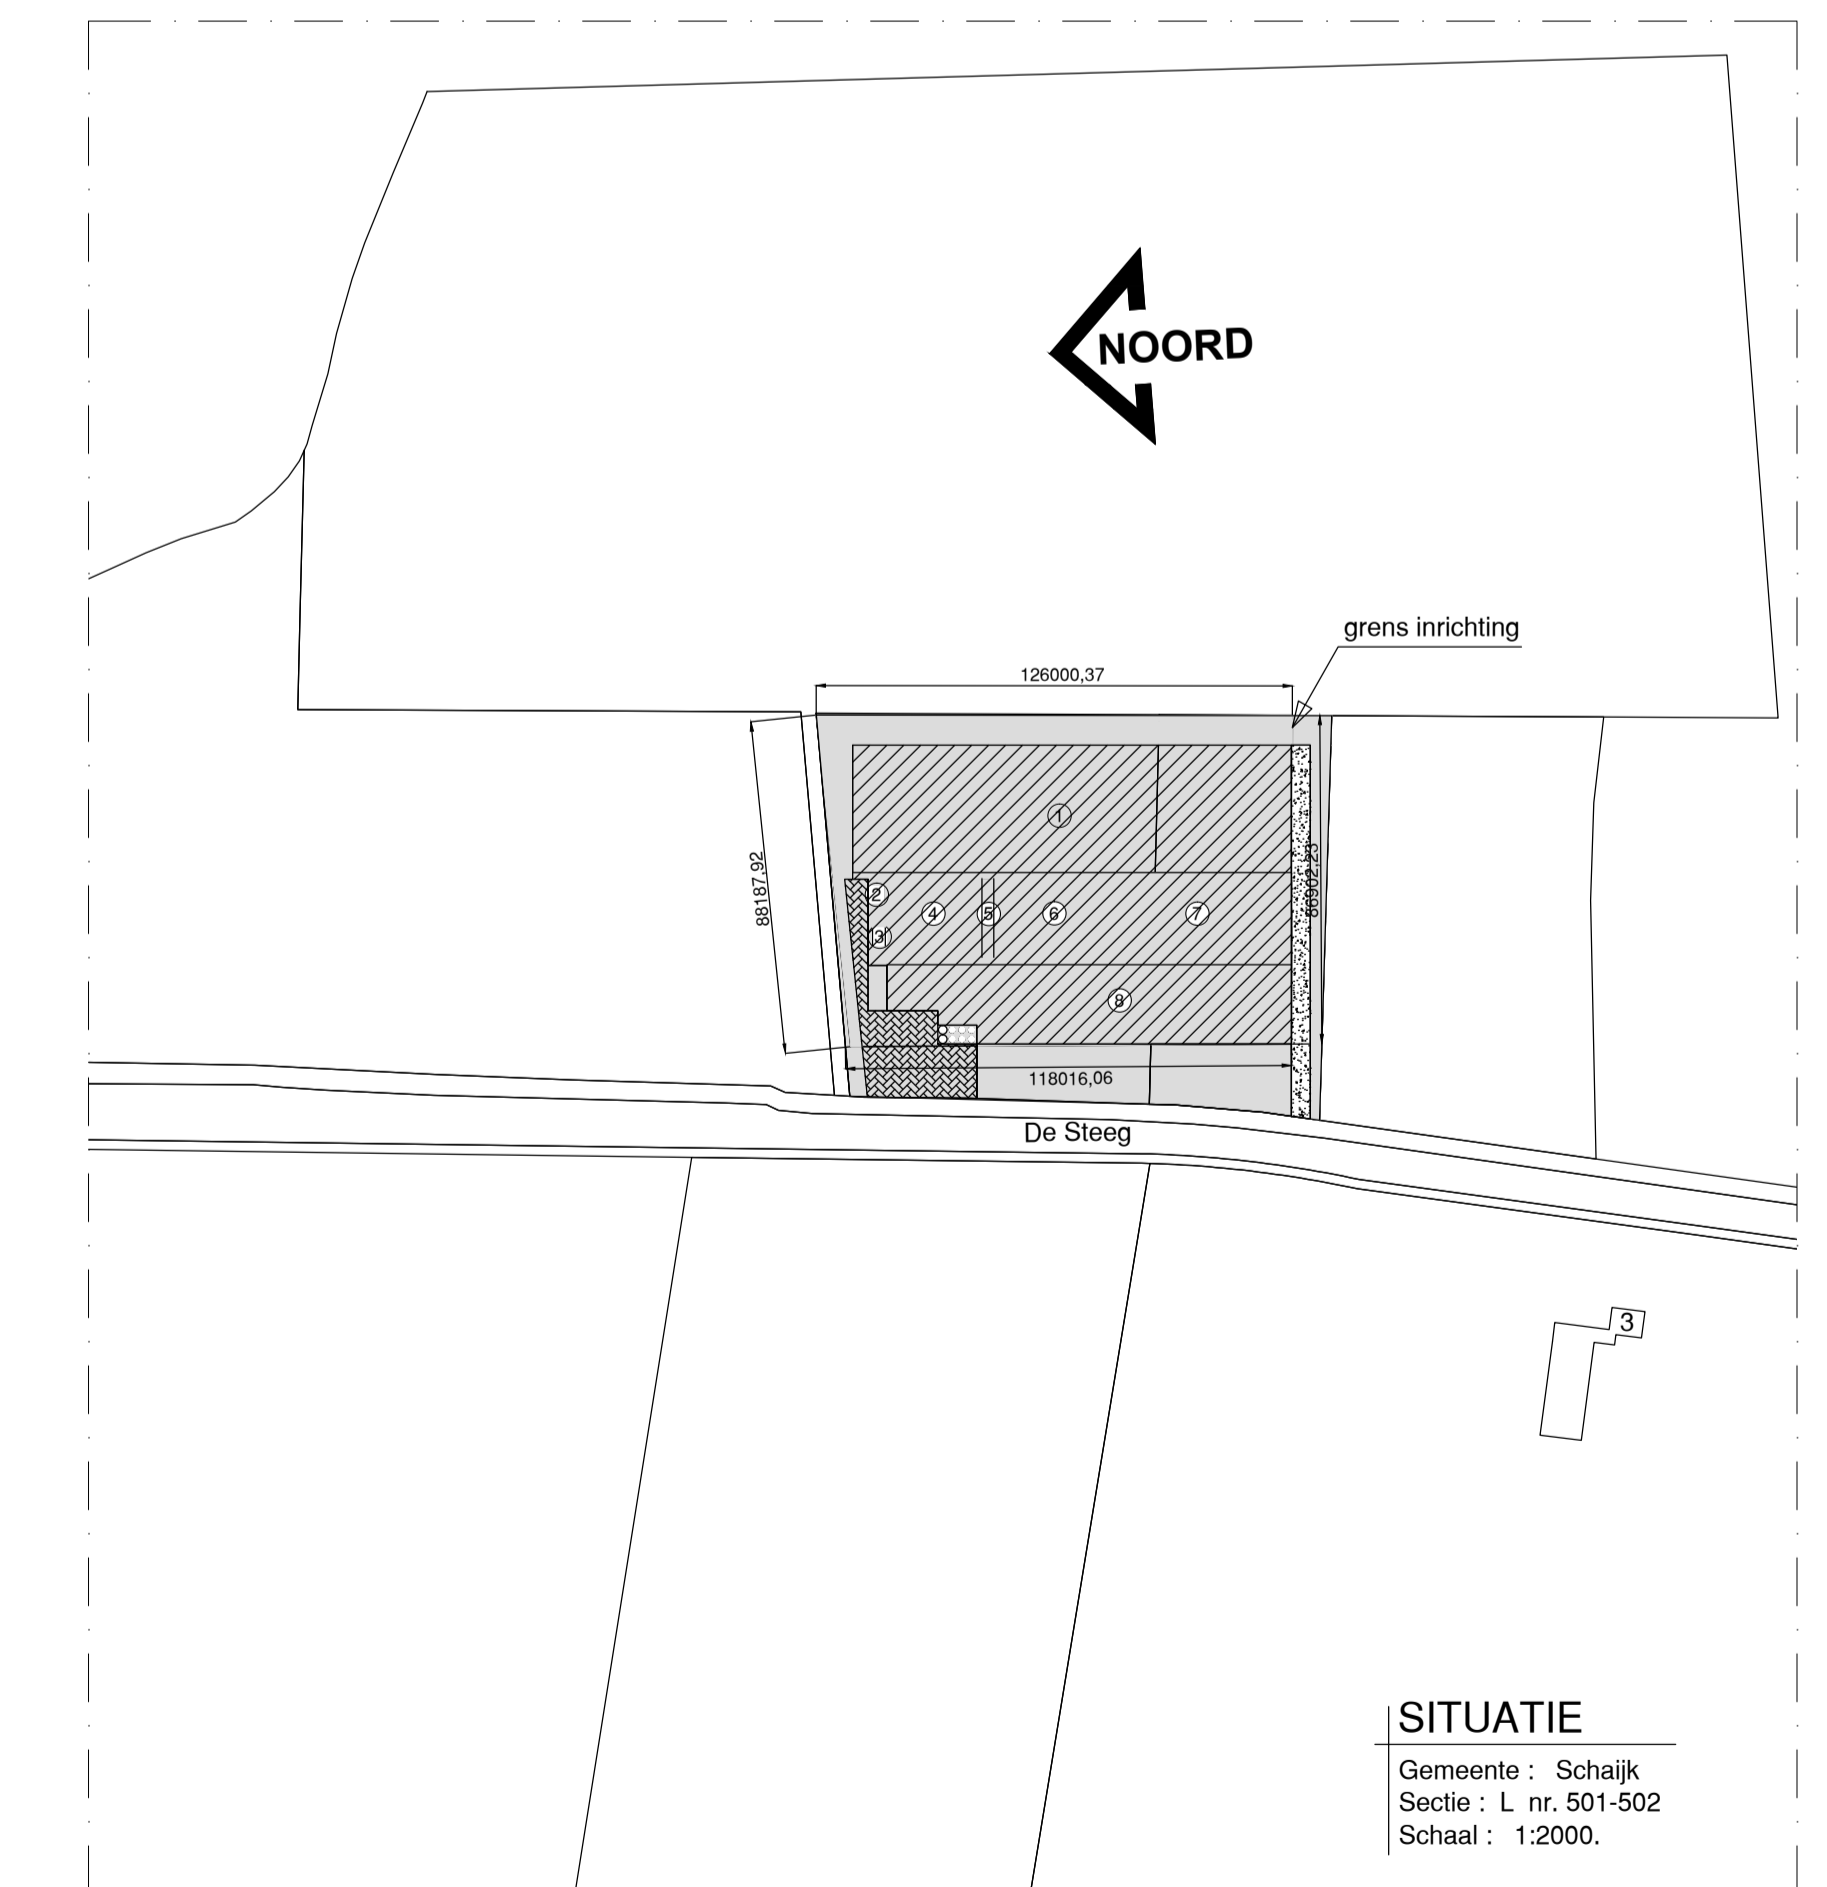 NOORD
grens inrichting
126000,37
88187,92
86902,23
1
2
3
4
5
6
7
8
118016,06
De Steeg
3
SITUATIE
Gemeente : Schaijk
Sectie : L nr. 501-502
Schaal : 1:2000.